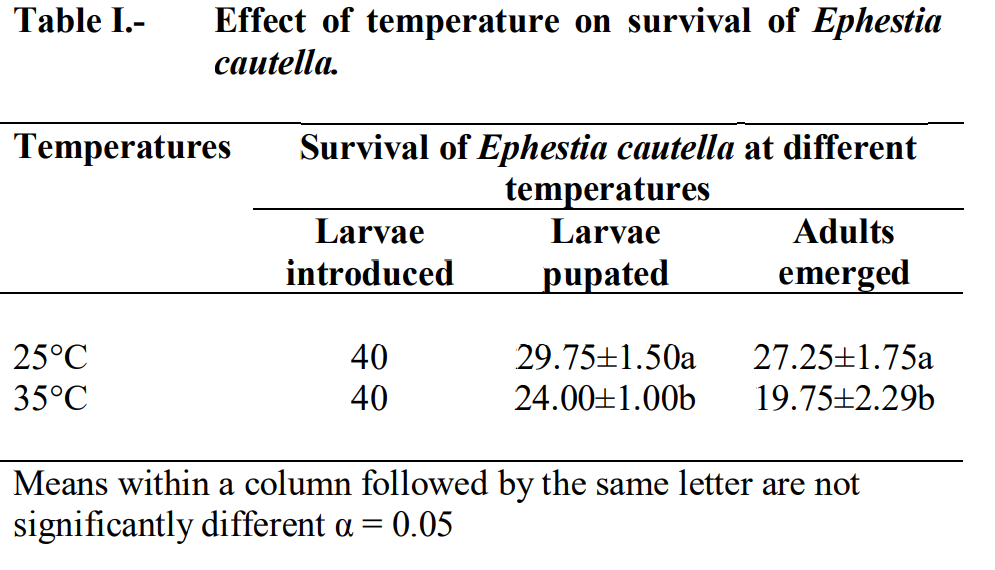 Table I.- Effect of temperature on survival of Ephestia
cautella.
Temperatures Survival of Ephestia cautella at different
temperatures
Larvae Larvae Adults
introduced pupated emerged
25°C 40 29.75±1.50a 27.25±1.75a
35°C 40 24.00±1.00b 19.75±2.29b
Means within a column followed by the same letter are not
significantly different α = 0.05